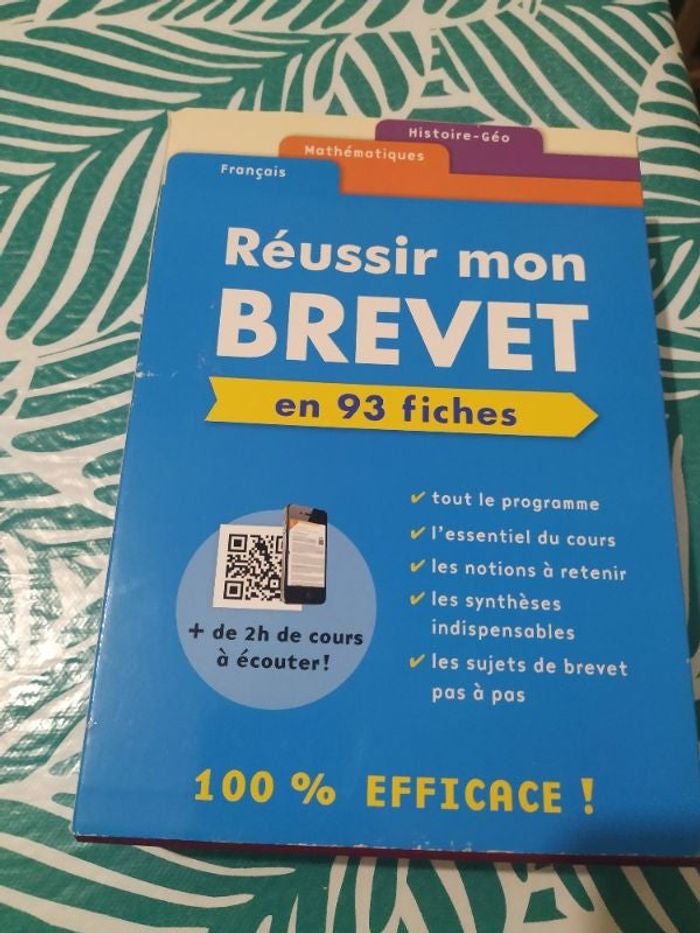 Histoire-Géo
Mathématiques
Français
Réussir mon
BREVET
en 93 fiches
✔ tout le programme
✔ l'essentiel du cours
✔ les notions à retenir
✔ les synthèses
indispensables
✔ les sujets de brevet
pas à pas
+ de 2h de cours
à écouter!
100 % EFFICACE !